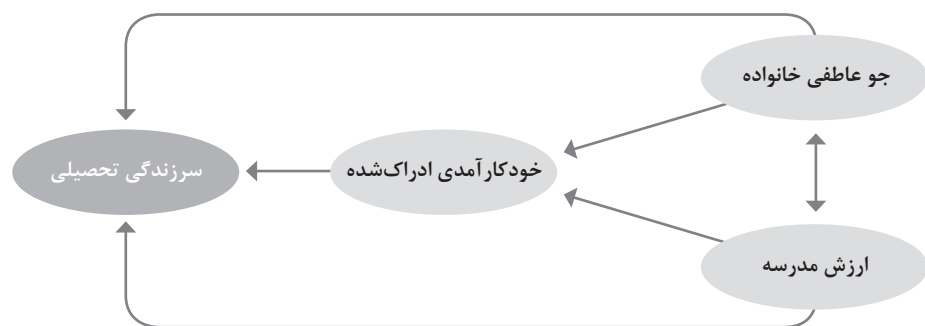 جو عاطفی خانواده
خودکارآمدی ادراک‌شده
سرزندگی تحصیلی
ارزش مدرسه